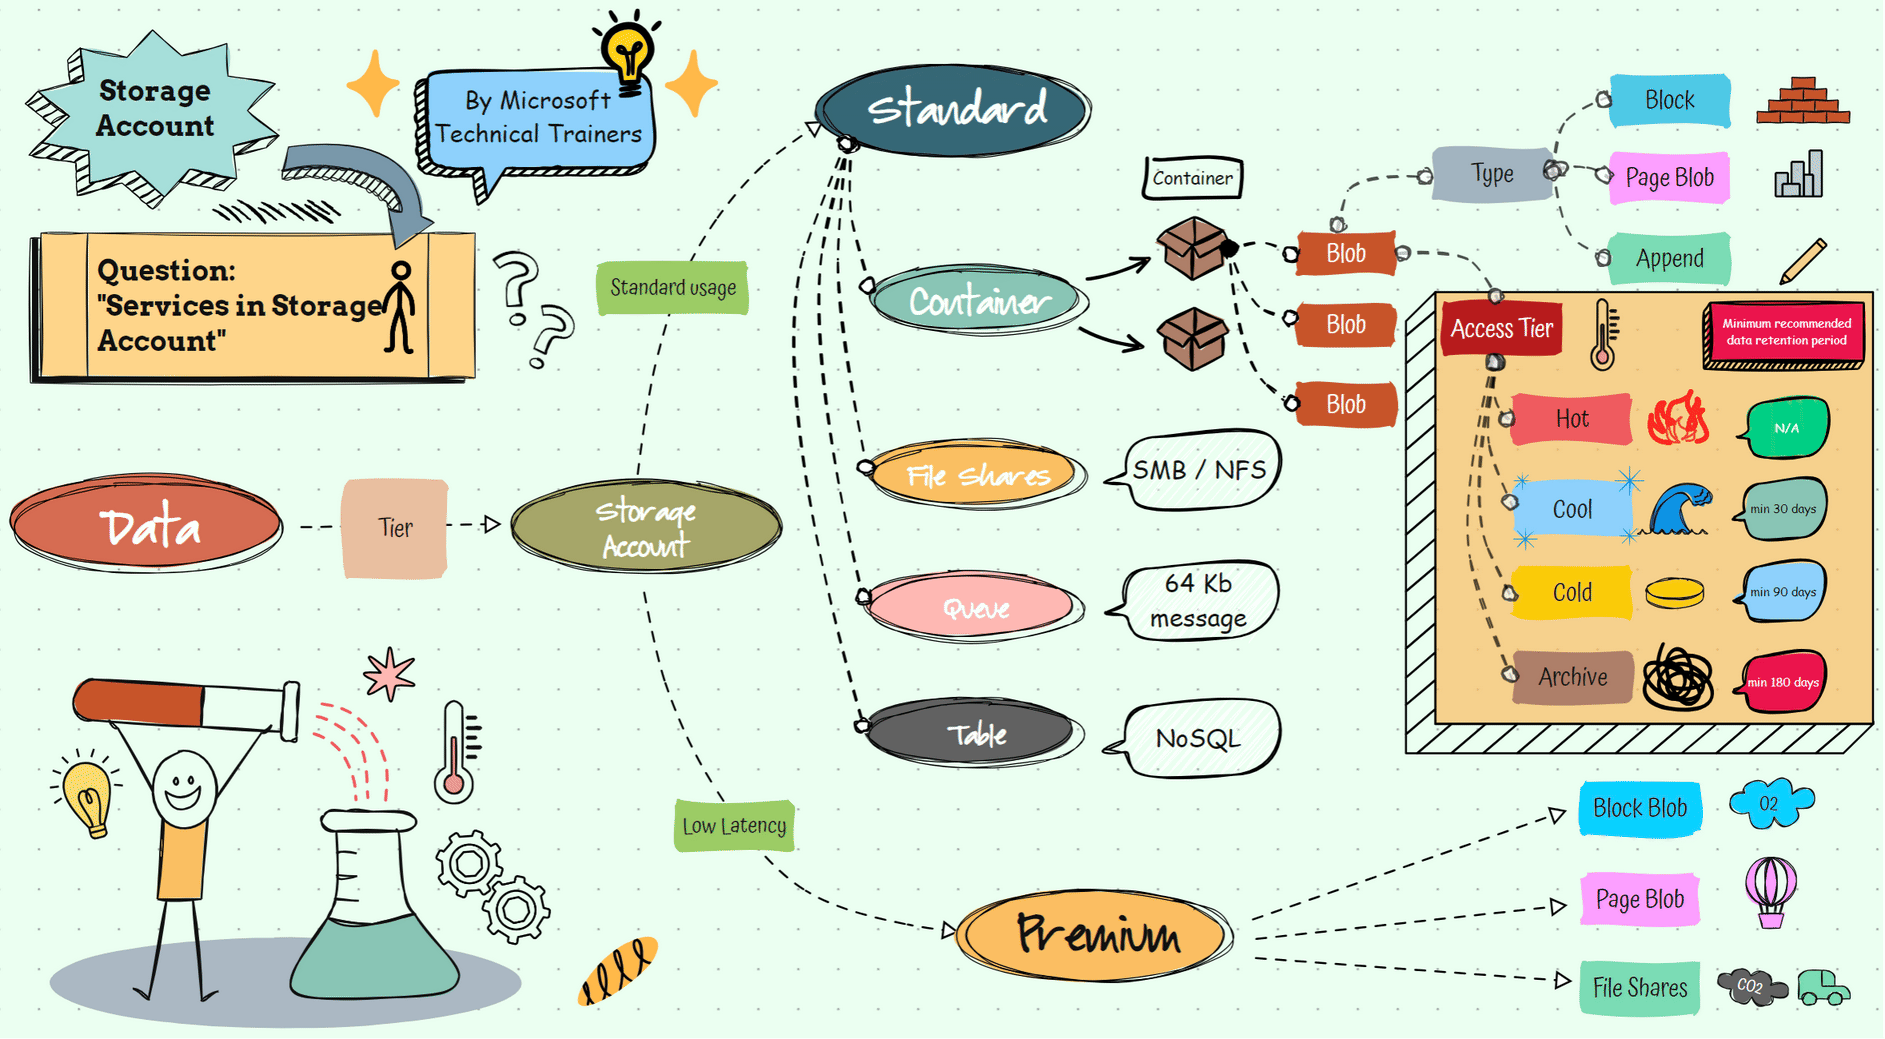 Storage
Account
By Microsoft
Technical Trainers
Question:
"Services in Storage
Account"
Data
Tier
Storage
Account
Standard usage
Low Latency
Standard
Container
File Shares
SMB / NFS
Queue
64 Kb
message
Table
NoSQL
Container
Blob
Blob
Blob
Type
Block
Page Blob
Append
Access Tier
Minimum recommended
data retention period
Hot
N/A
Cool
min 30 days
Cold
min 90 days
Archive
min 180 days
Premium
Block Blob
O2
Page Blob
File Shares
CO2